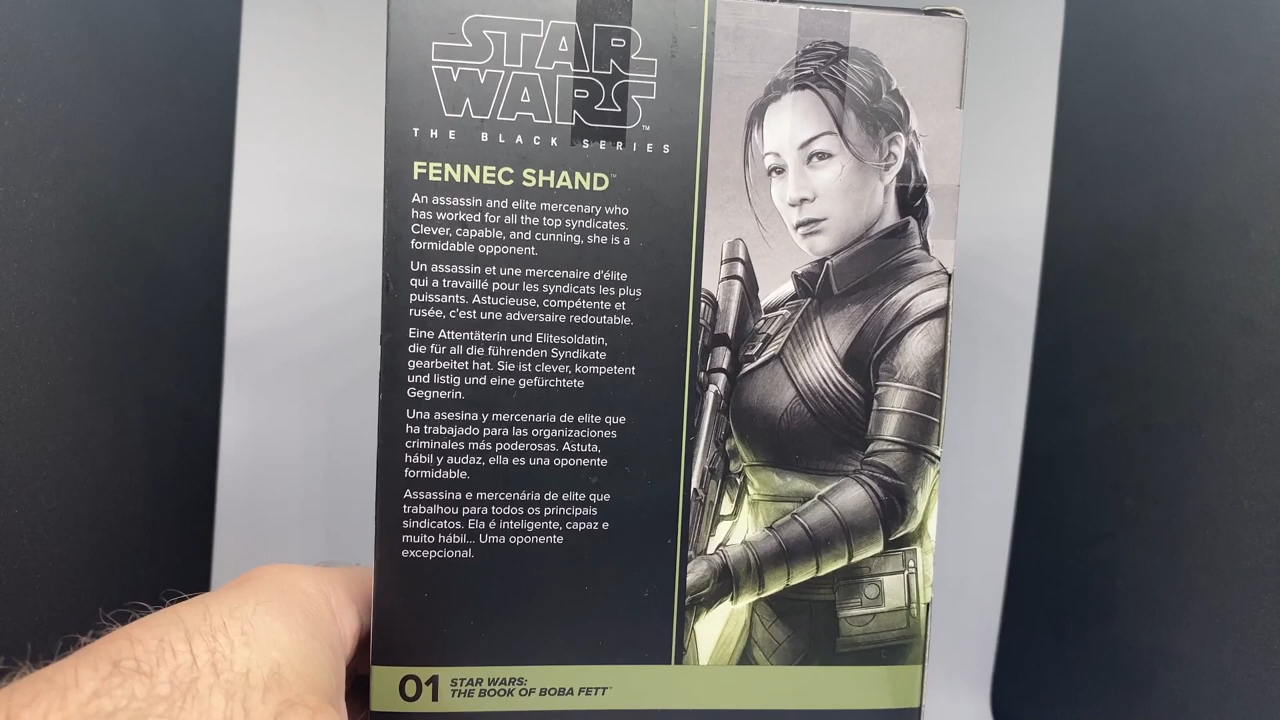 STAR
WARS™
THE BLACK SERIES
FENNEC SHAND™
An assassin and elite mercenary who
has worked for all the top syndicates.
Clever, capable, and cunning, she is a
formidable opponent.
Un assassin et une mercenaire d'élite
qui a travaillé pour les syndicats les plus
puissants. Astucieuse, compétente et
rusée, c'est une adversaire redoutable.
Eine Attentäterin und Elitesoldatin,
die für all die führenden Syndikate
gearbeitet hat. Sie ist clever, kompetent
und listig und eine gefürchtete
Gegnerin.
Una asesina y mercenaria de elite que
ha trabajado para las organizaciones
criminales más poderosas. Astuta,
hábil y audaz, ella es una oponente
formidable.
Assassina e mercenária de elite que
trabalhou para todos os principais
sindicatos. Ela é inteligente, capaz e
muito hábil... Uma oponente
excepcional.
01 STAR WARS:
THE BOOK OF BOBA FETT™